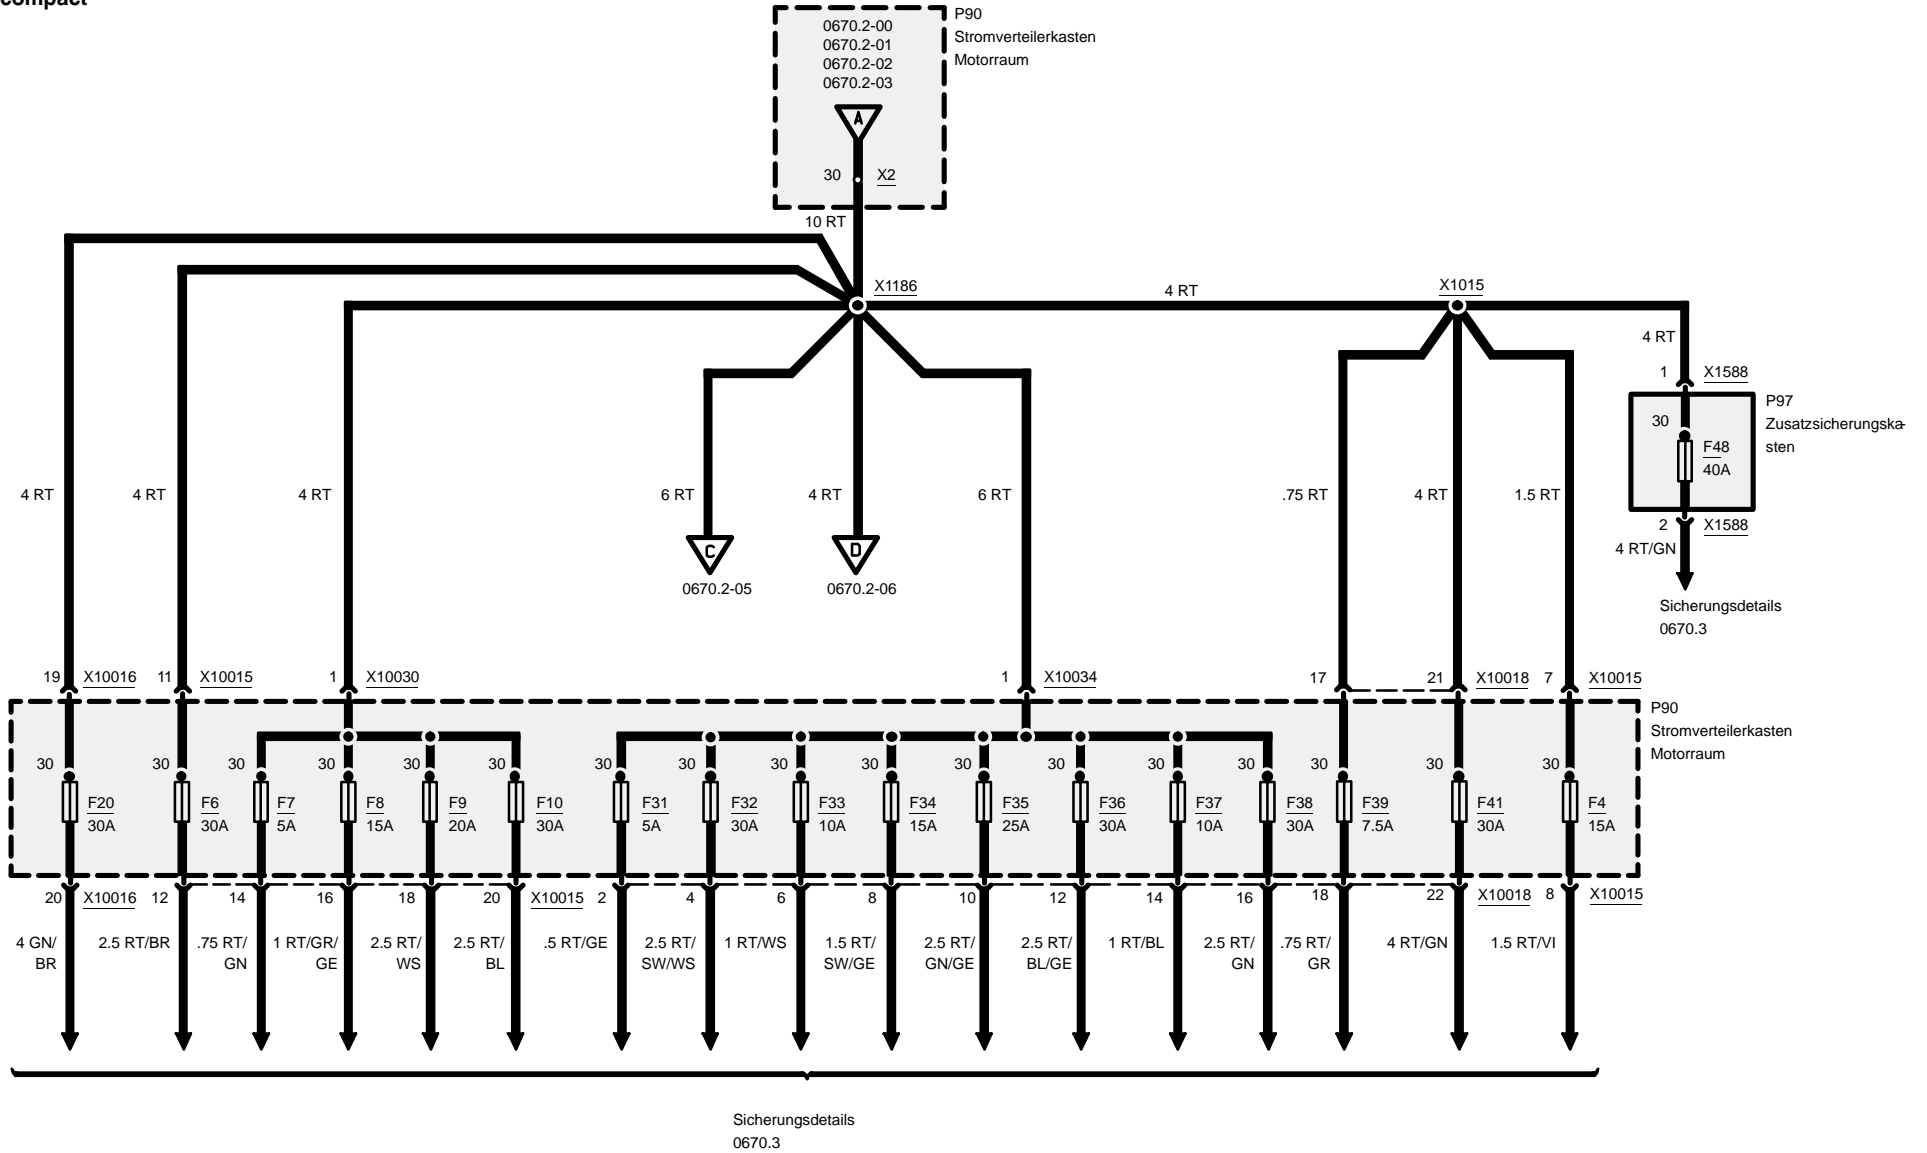 compact
P90
Stromverteilerkasten
Motorraum
0670.2-00
0670.2-01
0670.2-02
0670.2-03
A
30 X2
10 RT
X1186
4 RT
X1015
4 RT
1 X1588
P97
Zusatzsicherungska-
sten
30
F48
40A
2 X1588
4 RT/GN
Sicherungsdetails
0670.3
4 RT 4 RT 4 RT 6 RT 4 RT 6 RT .75 RT 4 RT 1.5 RT
C D
0670.2-05 0670.2-06
19 X10016 11 X10015 1 X10030 1 X10034 17 21 X10018 7 X10015
P90
Stromverteilerkasten
Motorraum
30 30 30 30 30 30 30 30 30 30 30 30 30 30 30 30 30
F20 F6 F7 F8 F9 F10 F31 F32 F33 F34 F35 F36 F37 F38 F39 F41 F4
30A 30A 5A 15A 20A 30A 5A 30A 10A 15A 25A 30A 10A 30A 7.5A 30A 15A
20 X10016 12 14 16 18 20 X10015 2 4 6 8 10 12 14 16 18 22 X10018 8 X10015
4 GN/ 2.5 RT/BR .75 RT/ 1 RT/GR/ 2.5 RT/ 2.5 RT/ .5 RT/GE 2.5 RT/ 1 RT/WS 1.5 RT/ 2.5 RT/ 2.5 RT/ 1 RT/BL 2.5 RT/ .75 RT/ 4 RT/GN 1.5 RT/VI
BR GN GE WS BL SW/WS SW/GE GN/GE BL/GE GN GR
Sicherungsdetails
0670.3